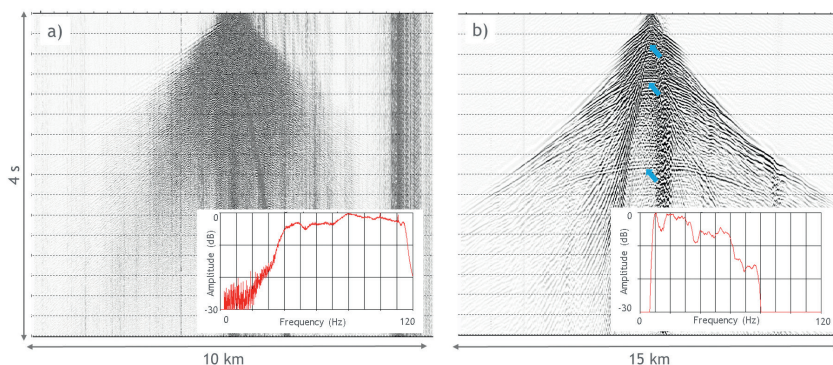 a)
b)
4 s
0
Amplitude (dB)
-30
0
Frequency (Hz)
120
0
Amplitude (dB)
-30
0
Frequency (Hz)
120
10 km
15 km